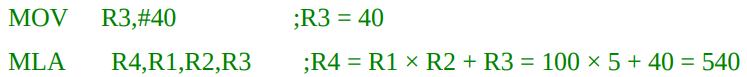 MOV R3,#40 ;R3 = 40
MLA R4,R1,R2,R3 ;R4 = R1 × R2 + R3 = 100 × 5 + 40 = 540